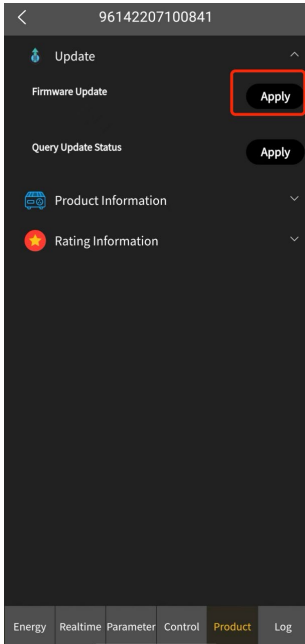 96142207100841
Update
Firmware Update
Apply
Query Update Status
Apply
Product Information
Rating Information
Energy Realtime Parameter Control Product Log